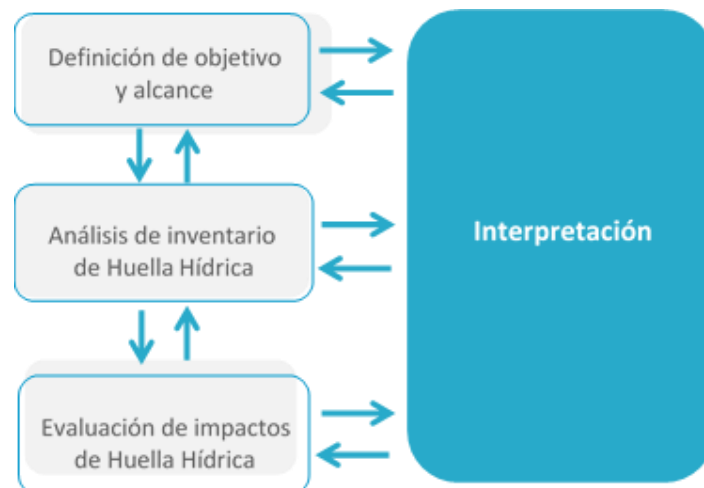 Definición de objetivo
y alcance
Análisis de inventario
de Huella Hídrica
Interpretación
Evaluación de impactos
de Huella Hídrica